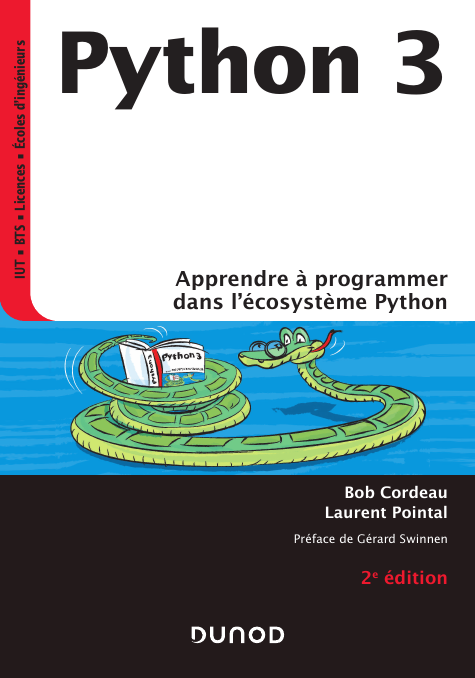 Python 3
IUT ▪ BTS ▪ Licences ▪ Écoles d'ingénieurs
Apprendre à programmer
dans l'écosystème Python
Python 3
Bob Cordeau
Laurent Pointal
Préface de Gérard Swinnen
2e édition
DUNOD